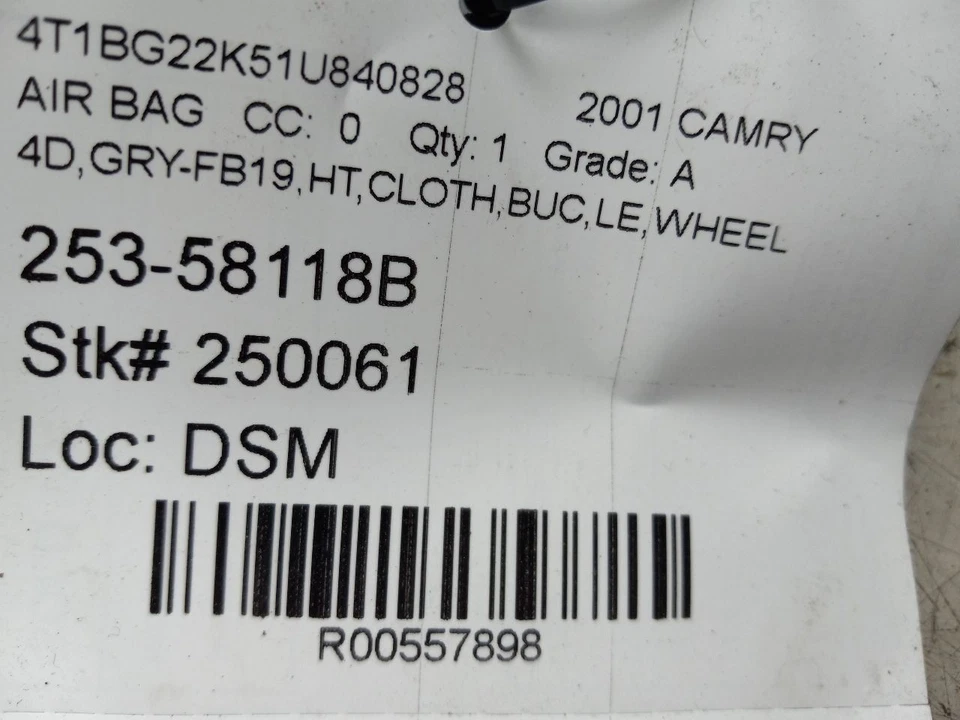 4T1BG22K51U840828 2001 CAMRY
AIR BAG CC: 0 Qty: 1 Grade: A
4D,GRY-FB19,HT,CLOTH,BUC,LE,WHEEL
253-58118B
Stk# 250061
Loc: DSM
R00557898